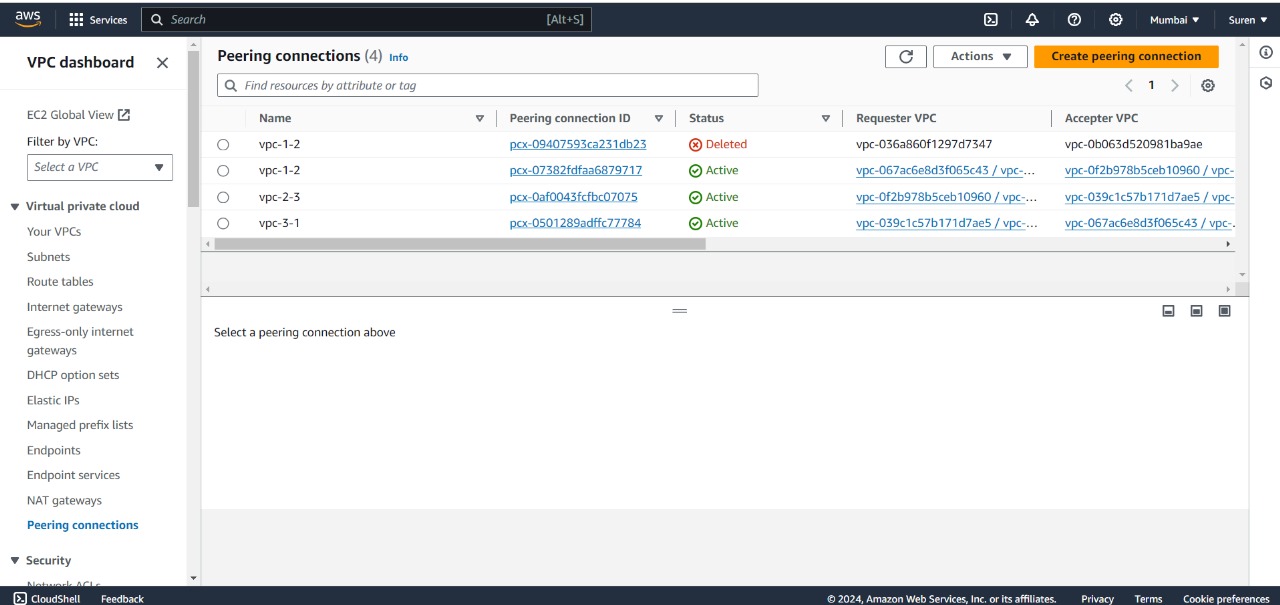 aws
Services
Search
[Alt+S]
Mumbai
Suren
VPC dashboard
EC2 Global View
Filter by VPC:
Select a VPC
Virtual private cloud
Your VPCs
Subnets
Route tables
Internet gateways
Egress-only internet
gateways
DHCP option sets
Elastic IPs
Managed prefix lists
Endpoints
Endpoint services
NAT gateways
Peering connections
Security
Network ACLs
Peering connections (4) Info
Actions
Create peering connection
Find resources by attribute or tag
1
Name Peering connection ID Status Requester VPC Accepter VPC
vpc-1-2 pcx-09407593ca231db23 Deleted vpc-036a860f1297d7347 vpc-0b063d520981ba9ae
vpc-1-2 pcx-07382fdfaa6879717 Active vpc-067ac6e8d3f065c43 / vpc-... vpc-0f2b978b5ceb10960 / vpc-
vpc-2-3 pcx-0af0043fcfbc07075 Active vpc-0f2b978b5ceb10960 / vpc-... vpc-039c1c57b171d7ae5 / vpc-
vpc-3-1 pcx-0501289adffc77784 Active vpc-039c1c57b171d7ae5 / vpc-... vpc-067ac6e8d3f065c43 / vpc-.
Select a peering connection above
CloudShell Feedback © 2024, Amazon Web Services, Inc. or its affiliates. Privacy Terms Cookie preferences